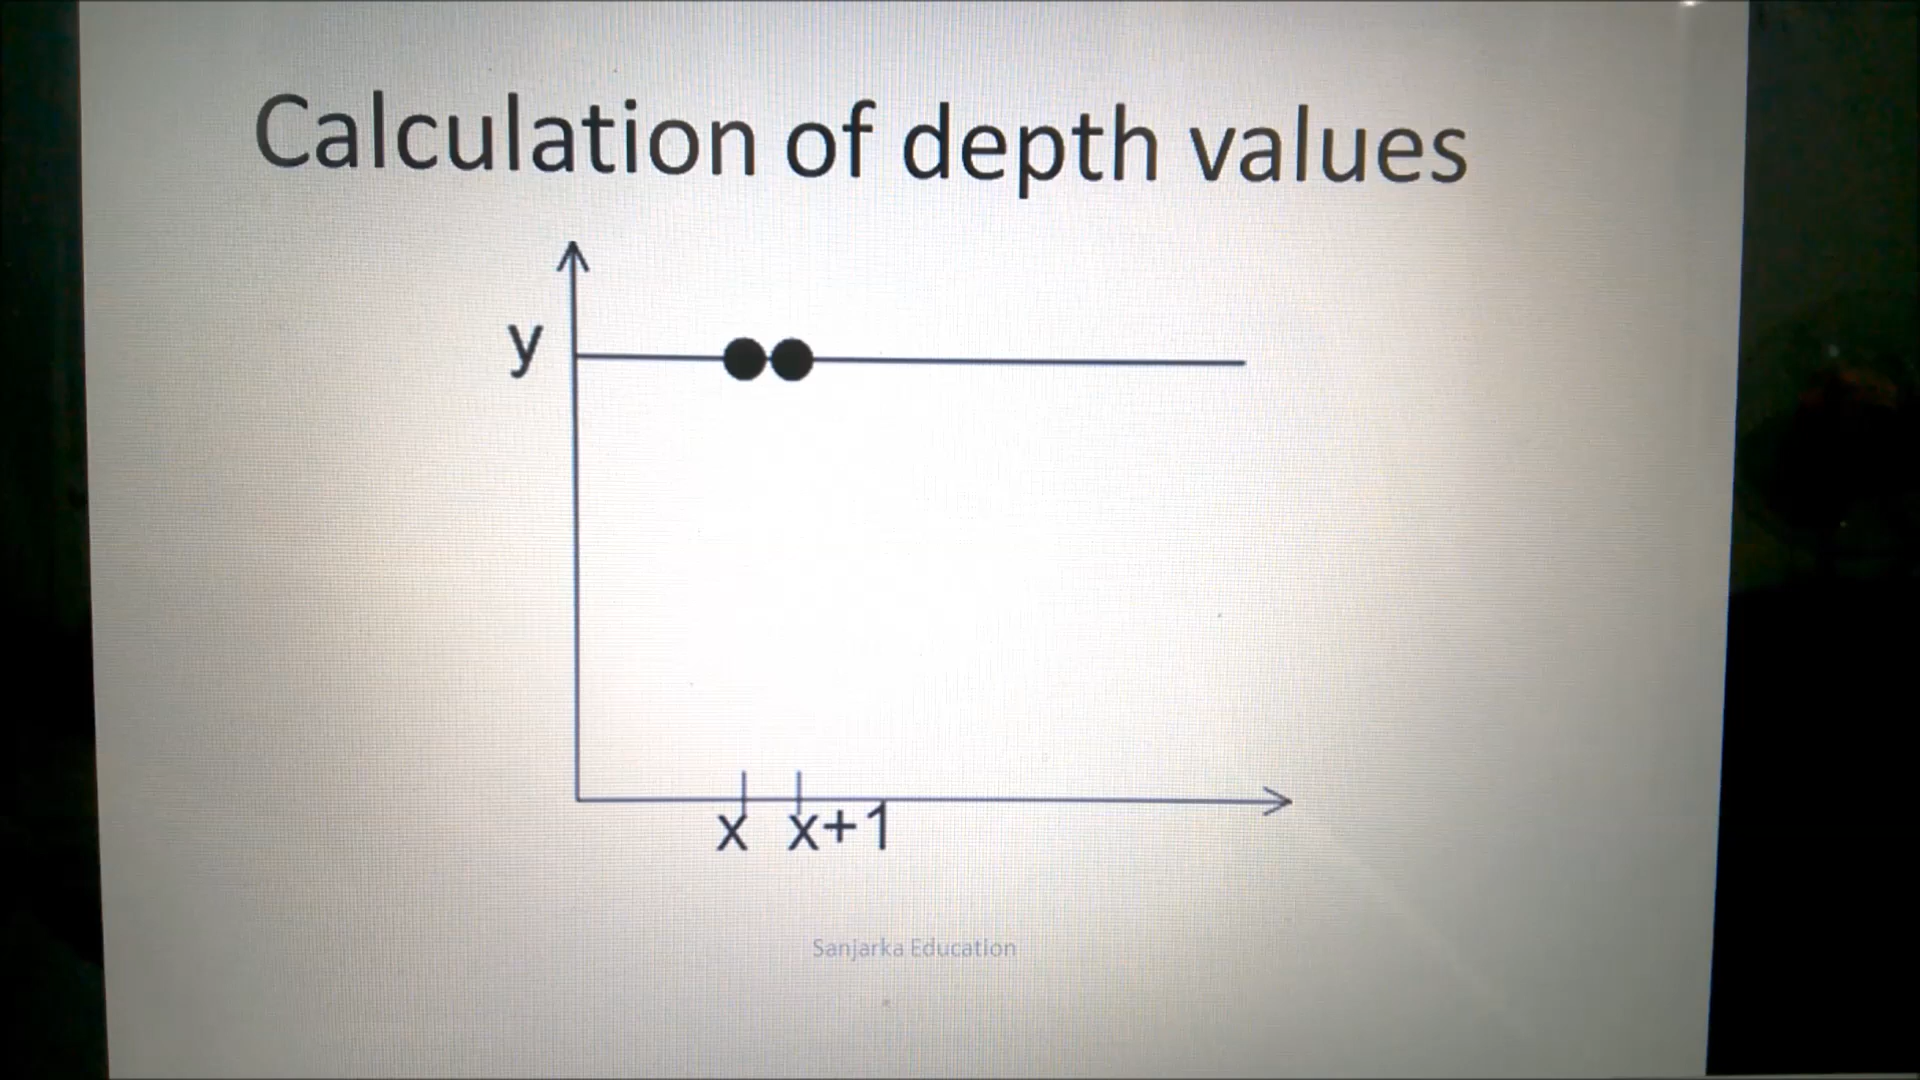 Calculation of depth values
y
x x+1
Sanjarka Education